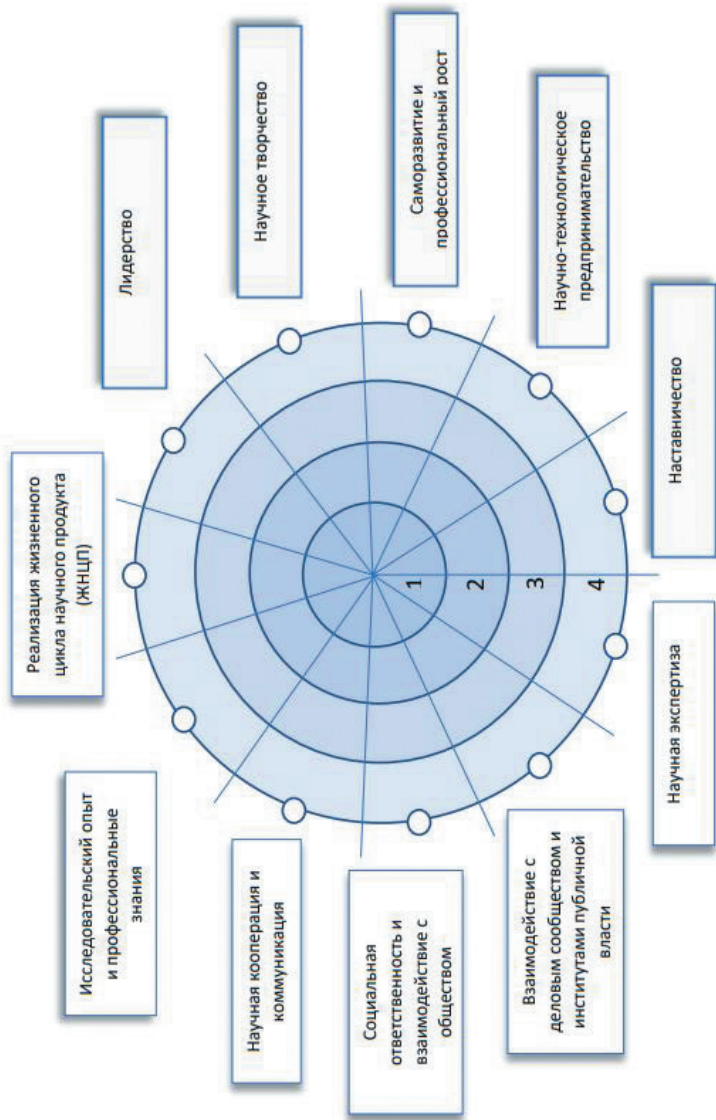 Реализация жизненного
цикла научного продукта
(ЖНЦП)
Лидерство
Научное творчество
Саморазвитие и
профессиональный рост
Научно-технологическое
предпринимательство
Наставничество
Научная экспертиза
Взаимодействие с
деловым сообществом и
институтами публичной
власти
Социальная
ответственность и
взаимодействие с
обществом
Научная кооперация и
коммуникация
Исследовательский опыт
и профессиональные
знания
1
2
3
4